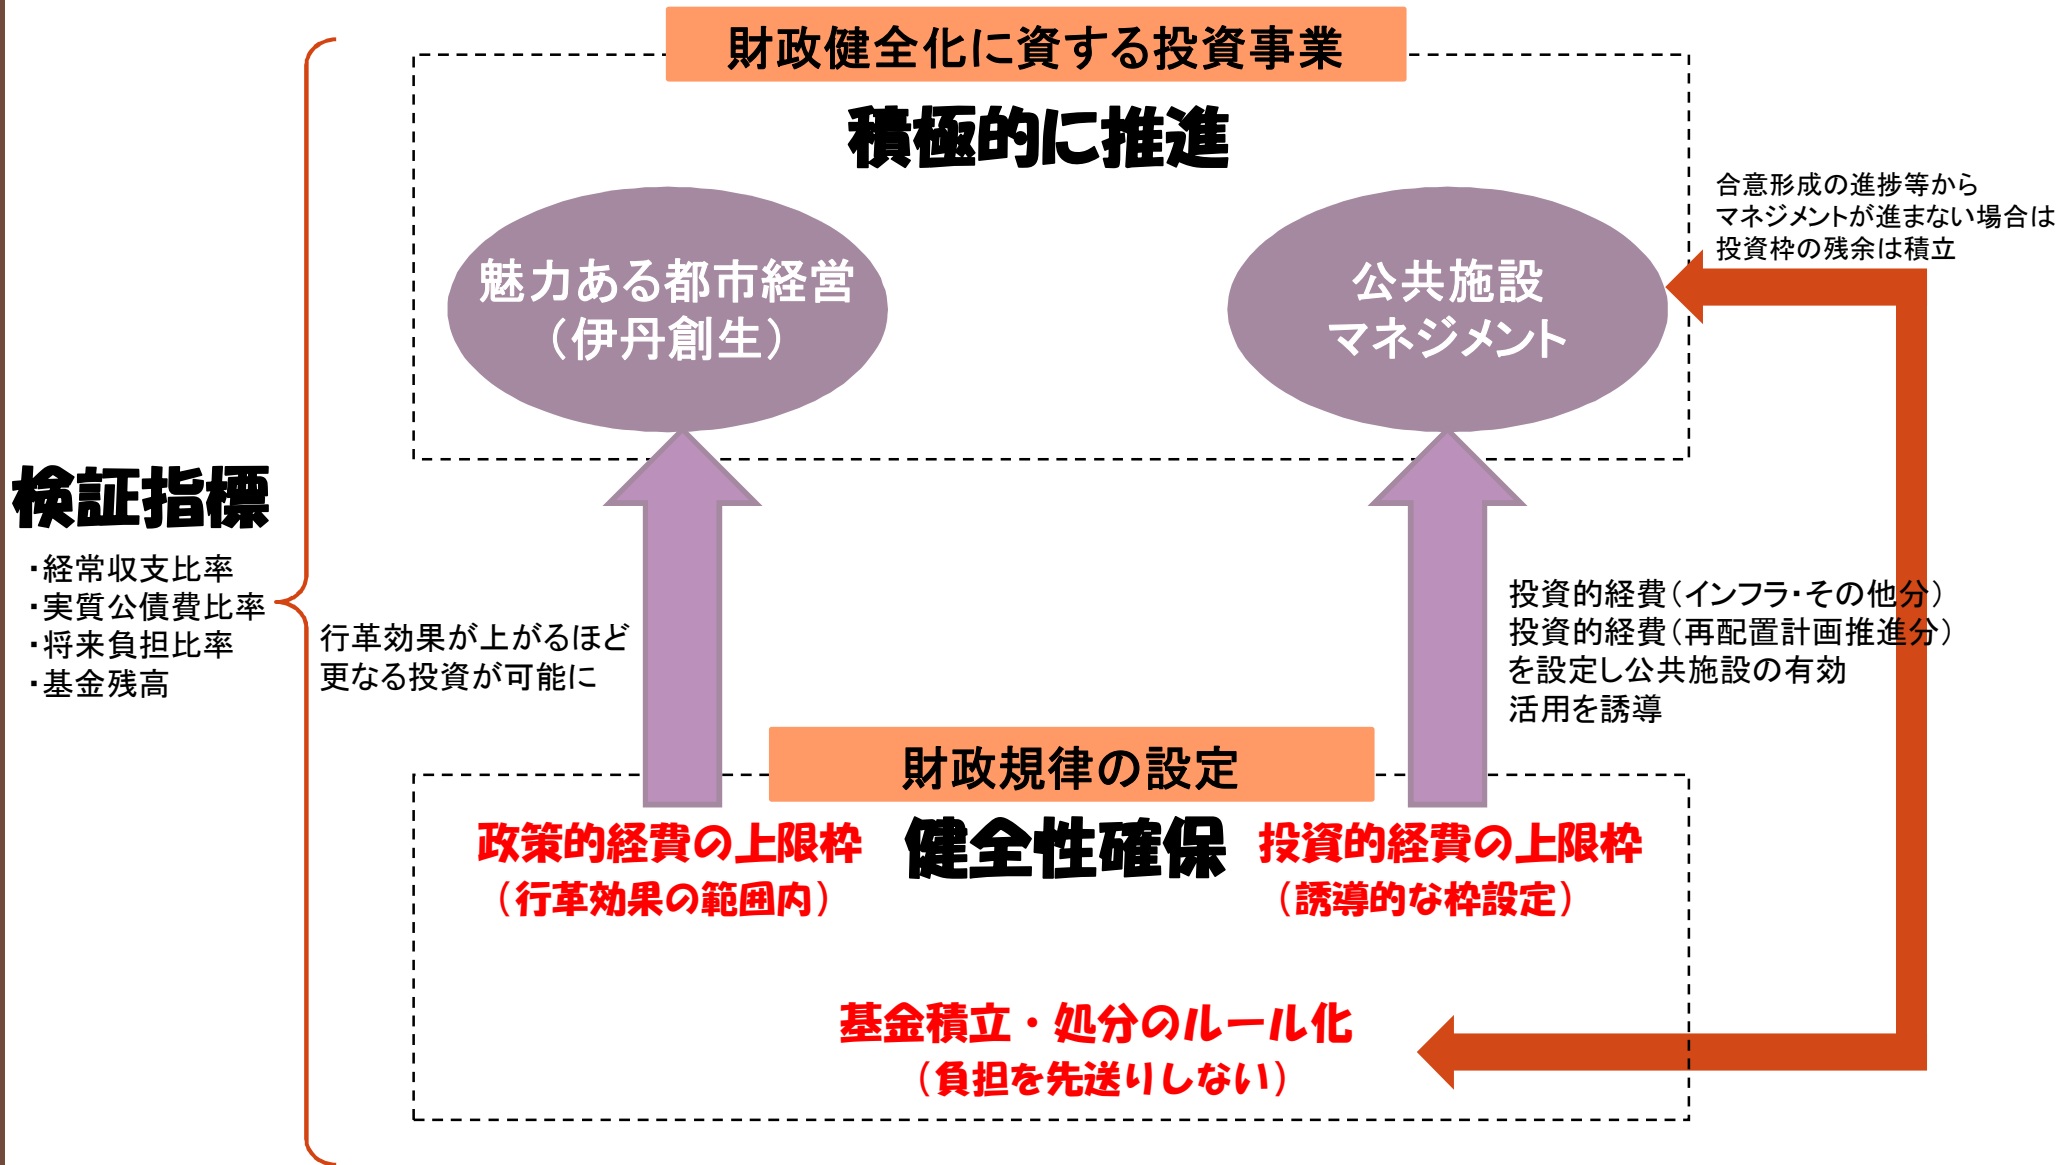 財政健全化に資する投資事業
積極的に推進
魅力ある都市経営
（伊丹創生）
公共施設
マネジメント
合意形成の進捗等から
マネジメントが進まない場合は
投資枠の残余は積立
検証指標
・経常収支比率
・実質公債費比率
・将来負担比率
・基金残高
行革効果が上がるほど
更なる投資が可能に
投資的経費（インフラ・その他分）
投資的経費（再配置計画推進分）
を設定し公共施設の有効
活用を誘導
財政規律の設定
健全性確保
政策的経費の上限枠
（行革効果の範囲内）
投資的経費の上限枠
（誘導的な枠設定）
基金積立・処分のルール化
（負担を先送りしない）